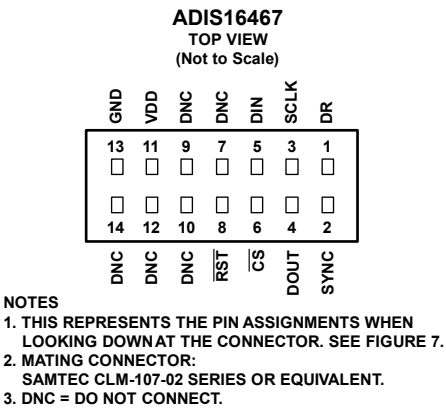 ADIS16467
TOP VIEW
(Not to Scale)
GND VDD DNC DNC DIN SCLK DR
13 11 9 7 5 3 1
14 12 10 8 6 4 2
DNC DNC DNC RST CS DOUT SYNC
NOTES
1. THIS REPRESENTS THE PIN ASSIGNMENTS WHEN
LOOKING DOWN AT THE CONNECTOR. SEE FIGURE 7.
2. MATING CONNECTOR:
SAMTEC CLM-107-02 SERIES OR EQUIVALENT.
3. DNC = DO NOT CONNECT.